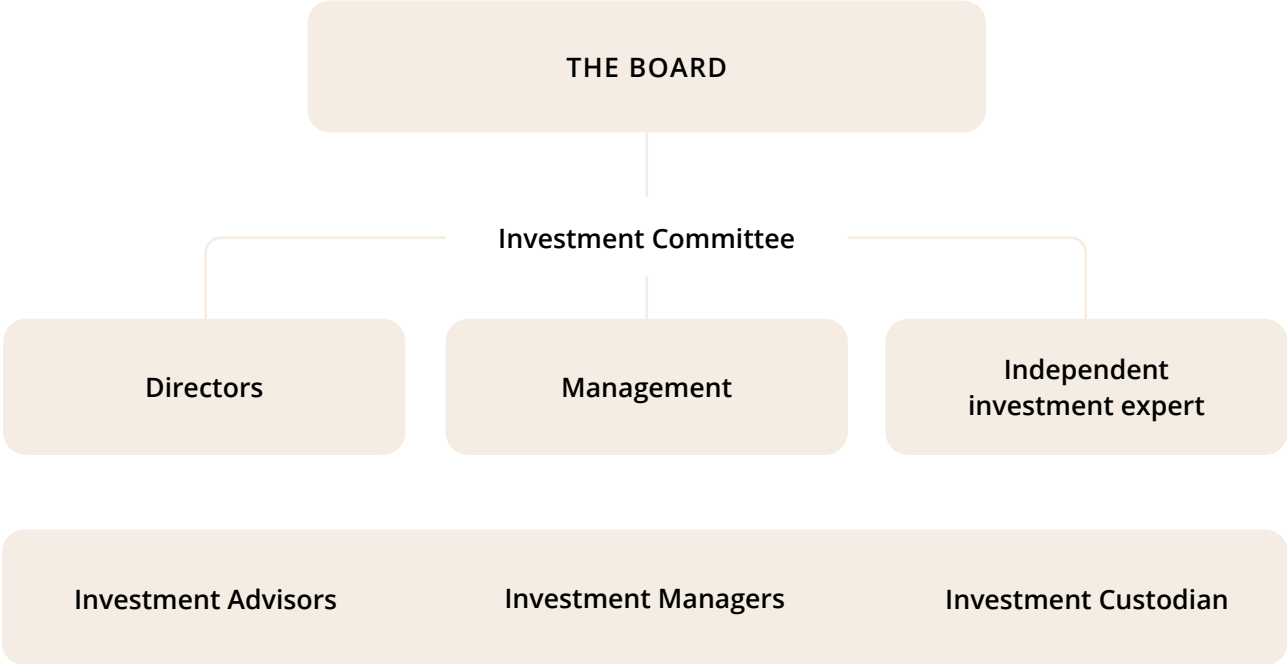 THE BOARD
Investment Committee
Directors
Management
Independent
investment expert
Investment Advisors
Investment Managers
Investment Custodian